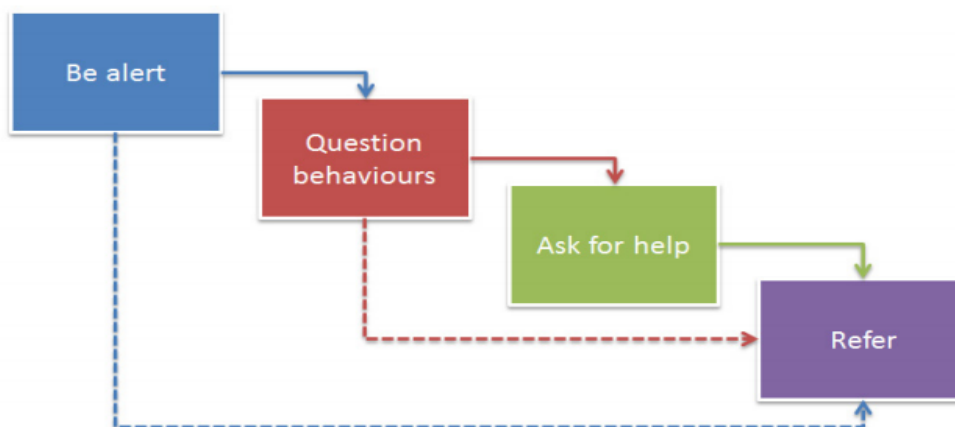 Be alert
Question
behaviours
Ask for help
Refer